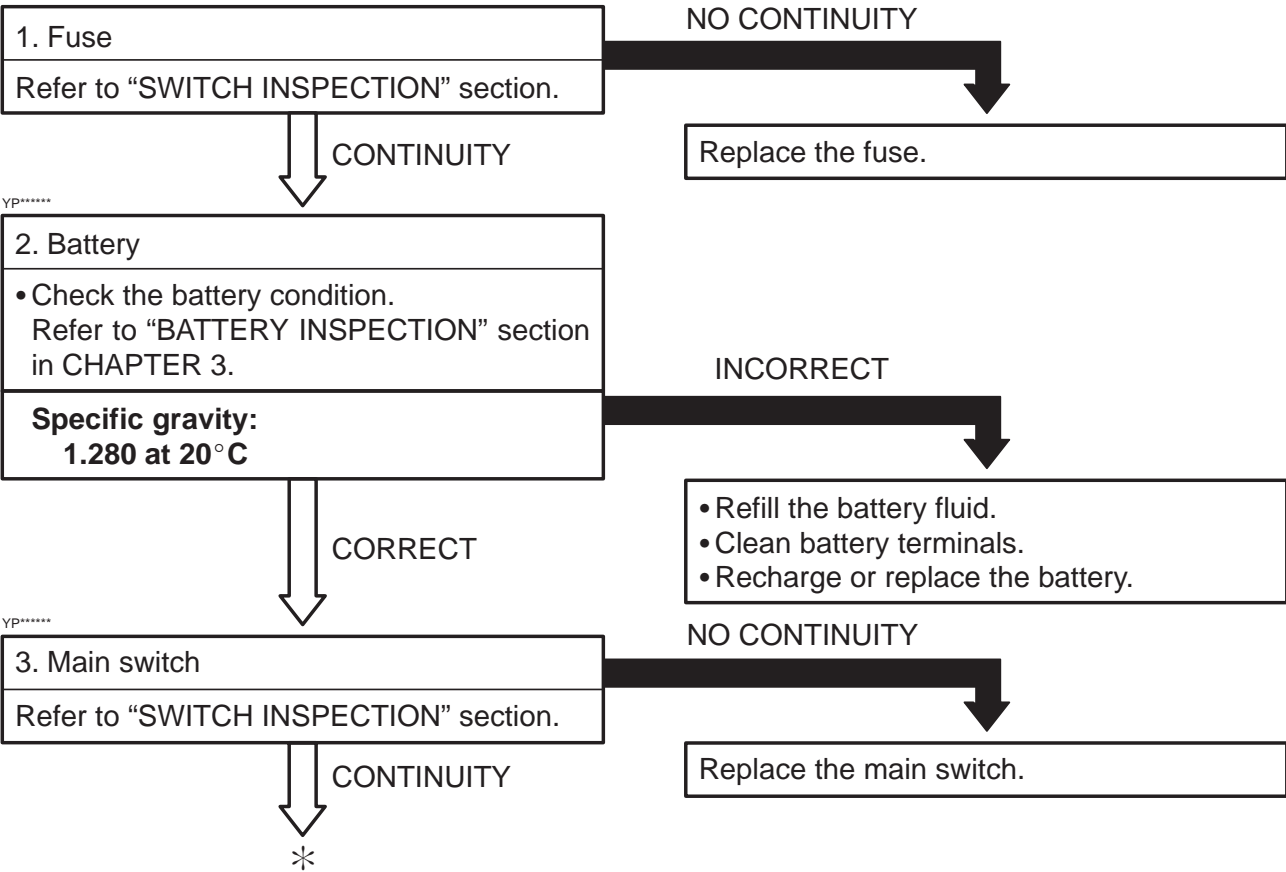 1. Fuse
Refer to “SWITCH INSPECTION” section.
NO CONTINUITY
Replace the fuse.
CONTINUITY
YP******
2. Battery
•Check the battery condition.
Refer to “BATTERY INSPECTION” section
in CHAPTER 3.
Specific gravity:
1.280 at 20°C
INCORRECT
•Refill the battery fluid.
•Clean battery terminals.
•Recharge or replace the battery.
CORRECT
YP******
3. Main switch
Refer to “SWITCH INSPECTION” section.
NO CONTINUITY
Replace the main switch.
CONTINUITY
*